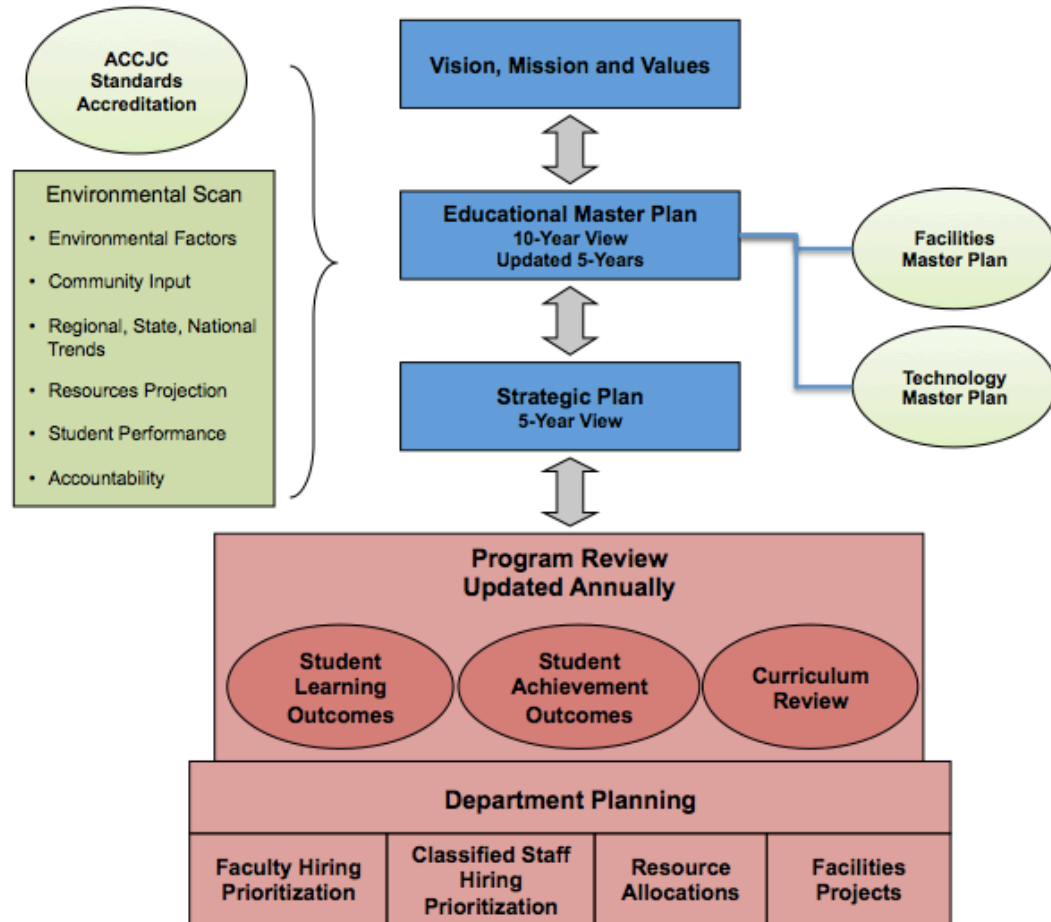 ACCJC
Standards
Accreditation
Environmental Scan
• Environmental Factors
• Community Input
• Regional, State, National
Trends
• Resources Projection
• Student Performance
• Accountability
Vision, Mission and Values
Educational Master Plan
10-Year View
Updated 5-Years
Facilities
Master Plan
Technology
Master Plan
Strategic Plan
5-Year View
Program Review
Updated Annually
Student
Learning
Outcomes
Student
Achievement
Outcomes
Curriculum
Review
Department Planning
Faculty Hiring
Prioritization
Classified Staff
Hiring
Prioritization
Resource
Allocations
Facilities
Projects